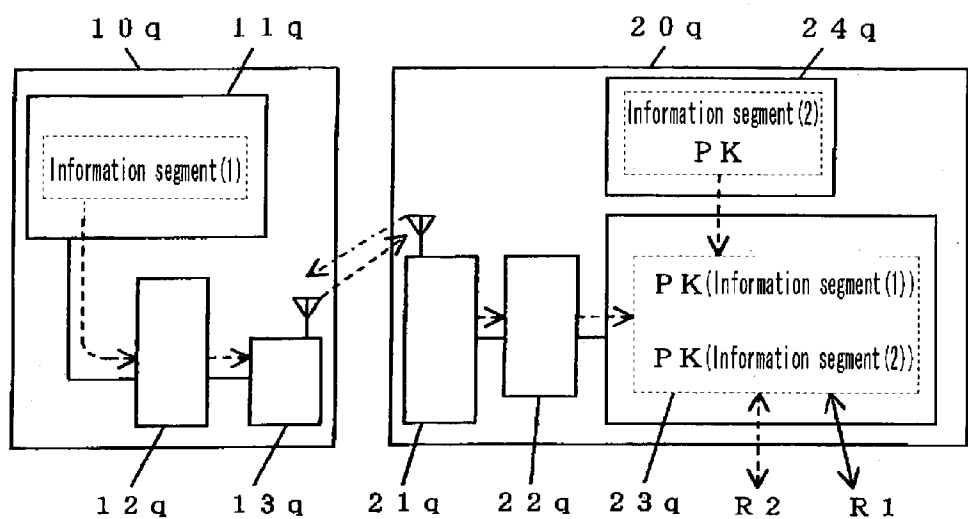 10q 11q 20q 24q
Information segment(1)
Information segment(2)
PK
PK(Information segment(1))
PK(Information segment(2))
12q 13q 21q 22q 23q R2 R1